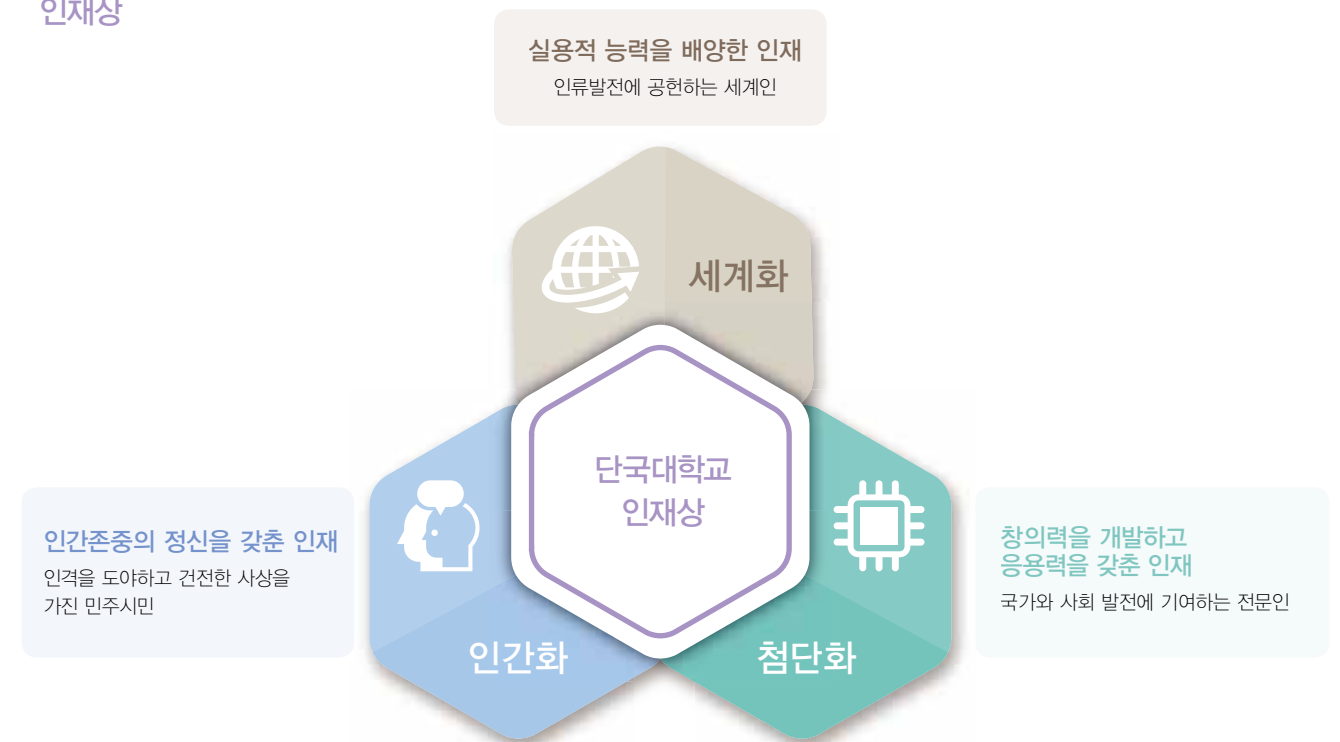 인재상
실용적 능력을 배양한 인재
인류발전에 공헌하는 세계인
세계화
단국대학교
인재상
인간존중의 정신을 갖춘 인재
인격을 도야하고 건전한 사상을
가진 민주시민
창의력을 개발하고
응용력을 갖춘 인재
국가와 사회 발전에 기여하는 전문인
인간화
첨단화